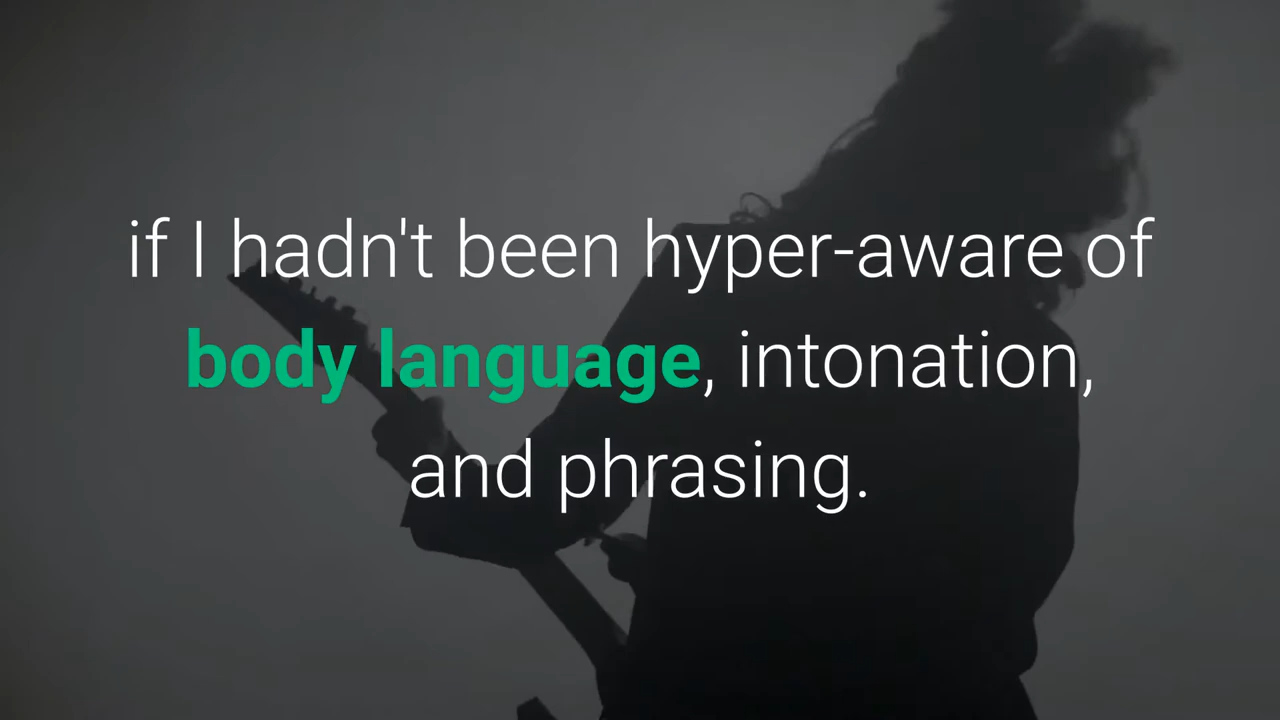 if I hadn't been hyper-aware of
body language, intonation,
and phrasing.